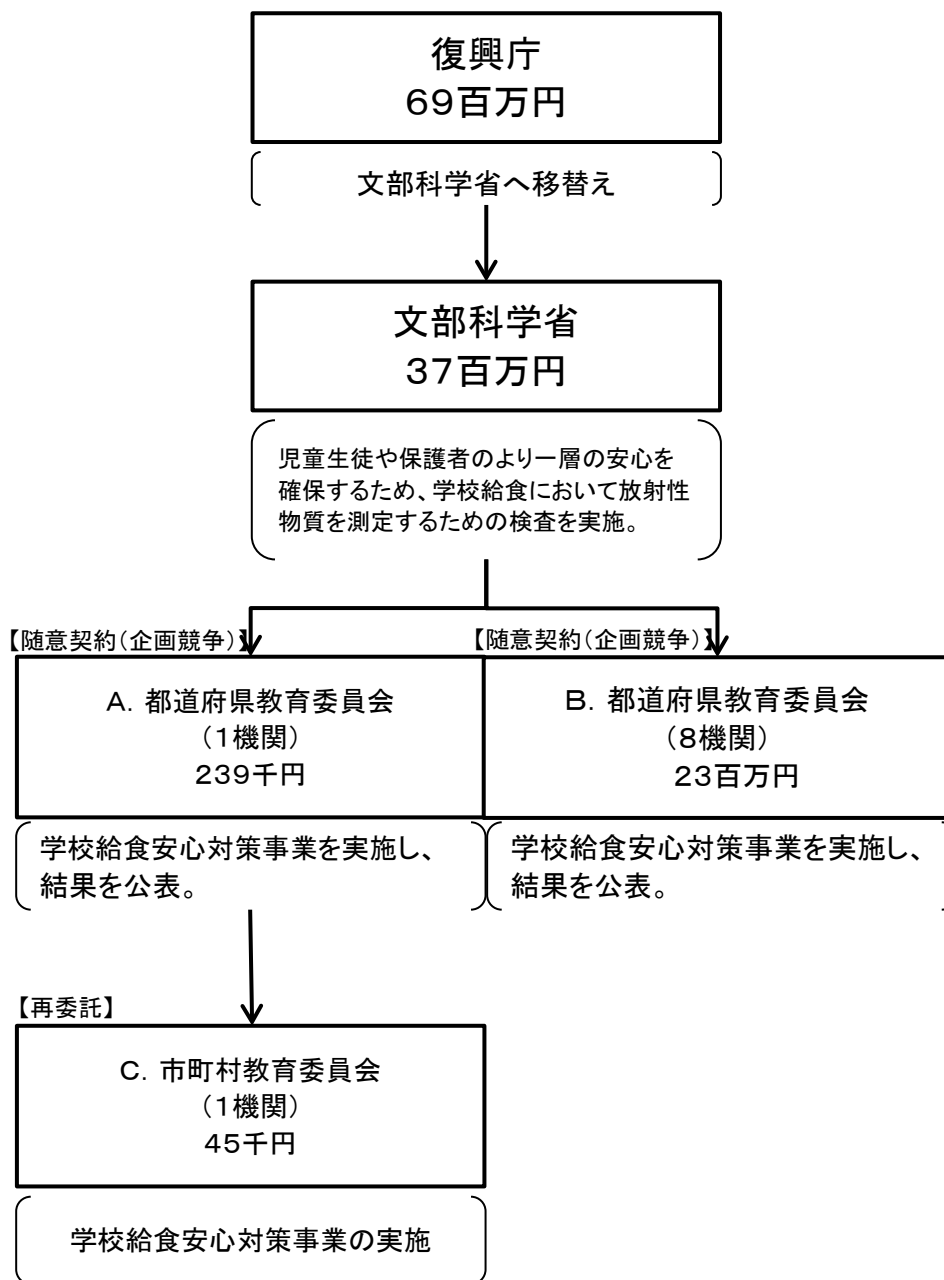 復興庁
69百万円
文部科学省へ移替え
文部科学省
37百万円
児童生徒や保護者のより一層の安心を
確保するため、学校給食において放射性
物質を測定するための検査を実施。
【随意契約(企画競争)】
【随意契約(企画競争)】
A. 都道府県教育委員会
(1機関)
239千円
B. 都道府県教育委員会
(8機関)
23百万円
学校給食安心対策事業を実施し、
結果を公表。
学校給食安心対策事業を実施し、
結果を公表。
【再委託】
C. 市町村教育委員会
(1機関)
45千円
学校給食安心対策事業の実施